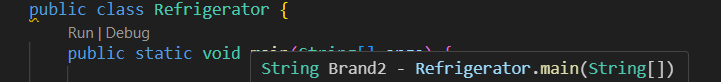 public class Refrigerator {
Run | Debug
public static void main(String[] args) {
String Brand2 - Refrigerator.main(String[])